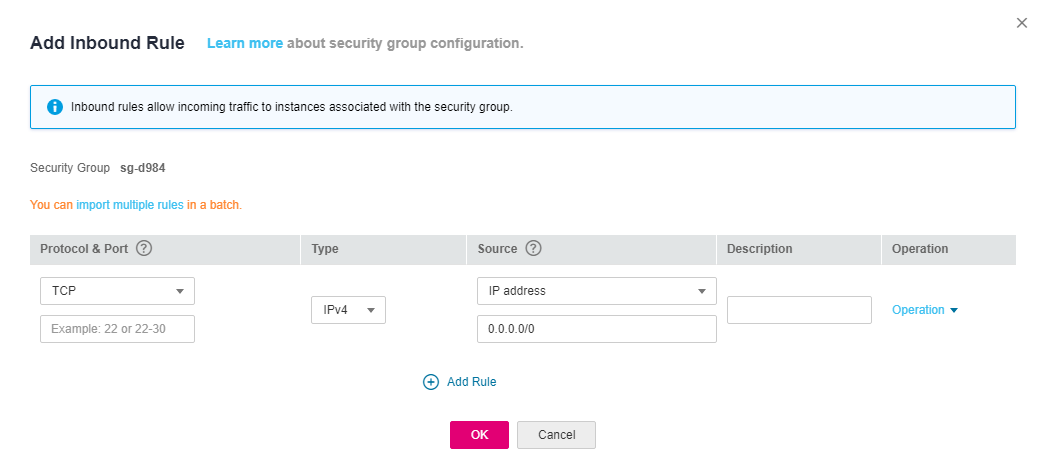 Add Inbound Rule Learn more about security group configuration.
Inbound rules allow incoming traffic to instances associated with the security group.
Security Group sg-d984
You can import multiple rules in a batch.
Protocol & Port ? Type Source ? Description Operation
TCP IP address
IPv4 Operation
Example: 22 or 22-30 0.0.0.0/0
Add Rule
OK Cancel